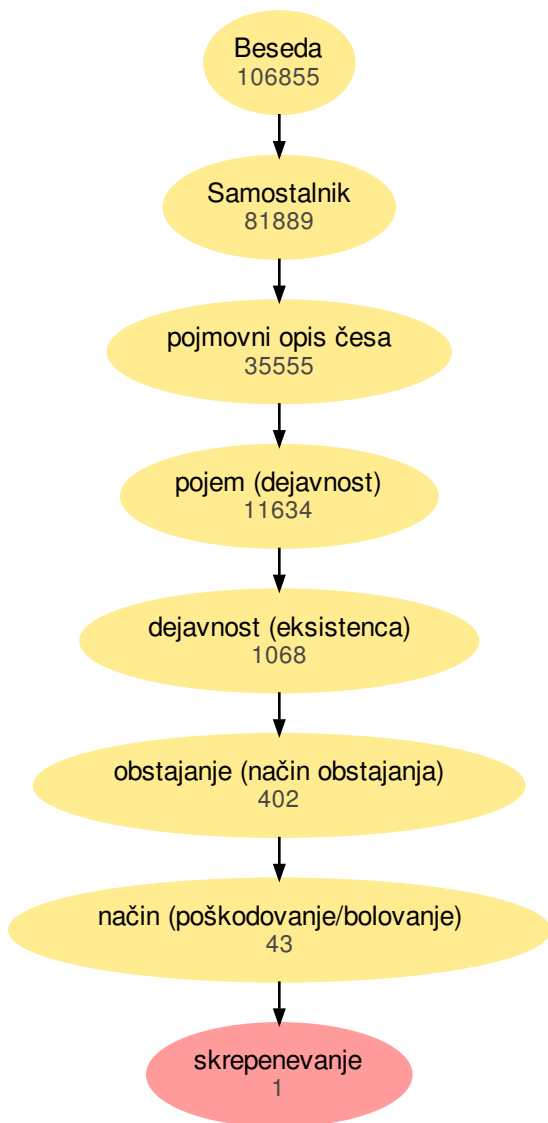 Beseda
106855
Samostalnik
81889
pojmovni opis česa
35555
pojem (dejavnost)
11634
dejavnost (eksistenca)
1068
obstajanje (način obstajanja)
402
način (poškodovanje/bolovanje)
43
skrepenevanje
1